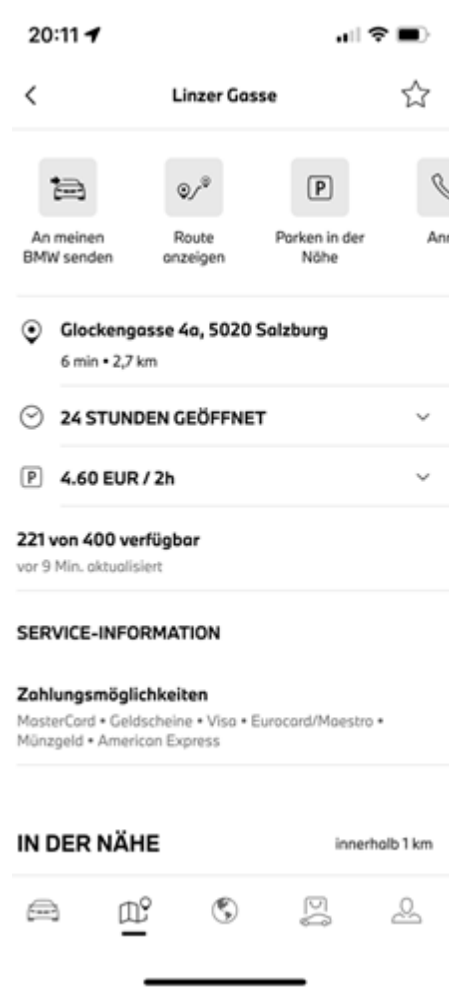 20:11
Linzer Gasse
An meinen
BMW senden
Route
anzeigen
P
Parken in der
Nähe
Glockengasse 4a, 5020 Salzburg
6 min • 2,7 km
24 STUNDEN GEÖFFNET
P
4.60 EUR / 2h
221 von 400 verfügbar
vor 9 Min. aktualisiert
SERVICE-INFORMATION
Zahlungsmöglichkeiten
MasterCard • Geldscheine • Visa • Eurocard/Maestro •
Münzgeld • American Express
IN DER NÄHE
innerhalb 1 km